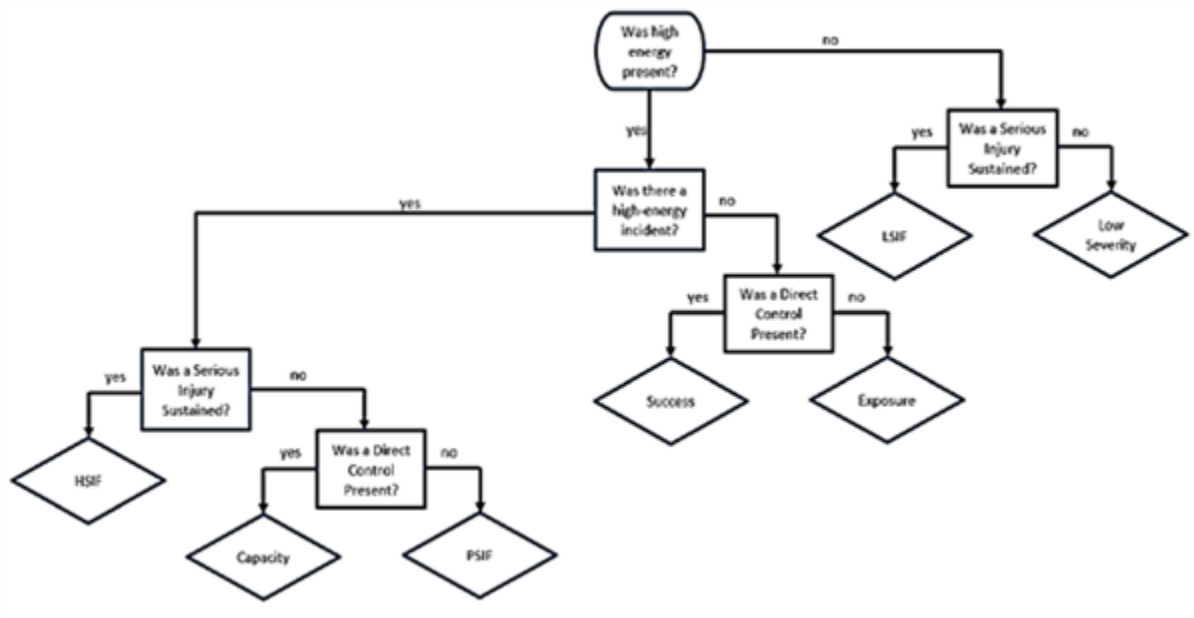 Was high
energy
present?
no
yes
Was a Serious
Injury
Sustained?
yes
no
LSIF
Low
Severity
Was there a
high-energy
incident?
yes
no
Was a Direct
Control
Present?
yes
no
Success
Exposure
Was a Serious
Injury
Sustained?
yes
no
HSIF
Was a Direct
Control
Present?
yes
no
Capacity
PSIF